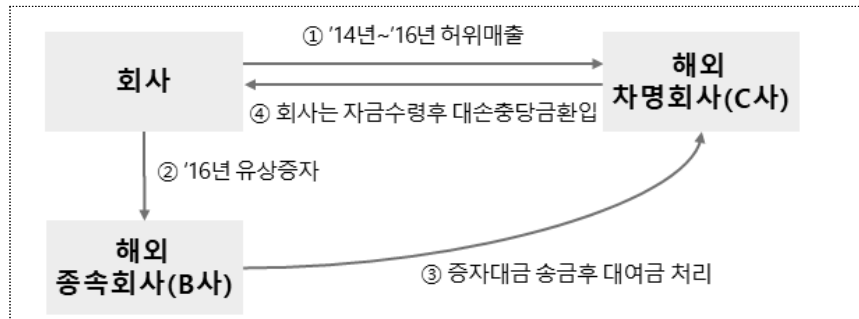 ① ’14년~’16년 허위매출
회사
해외
차명회사(C사)
④ 회사는 자금수령후 대손충당금환입
② ’16년 유상증자
해외
종속회사(B사)
③ 증자대금 송금후 대여금 처리